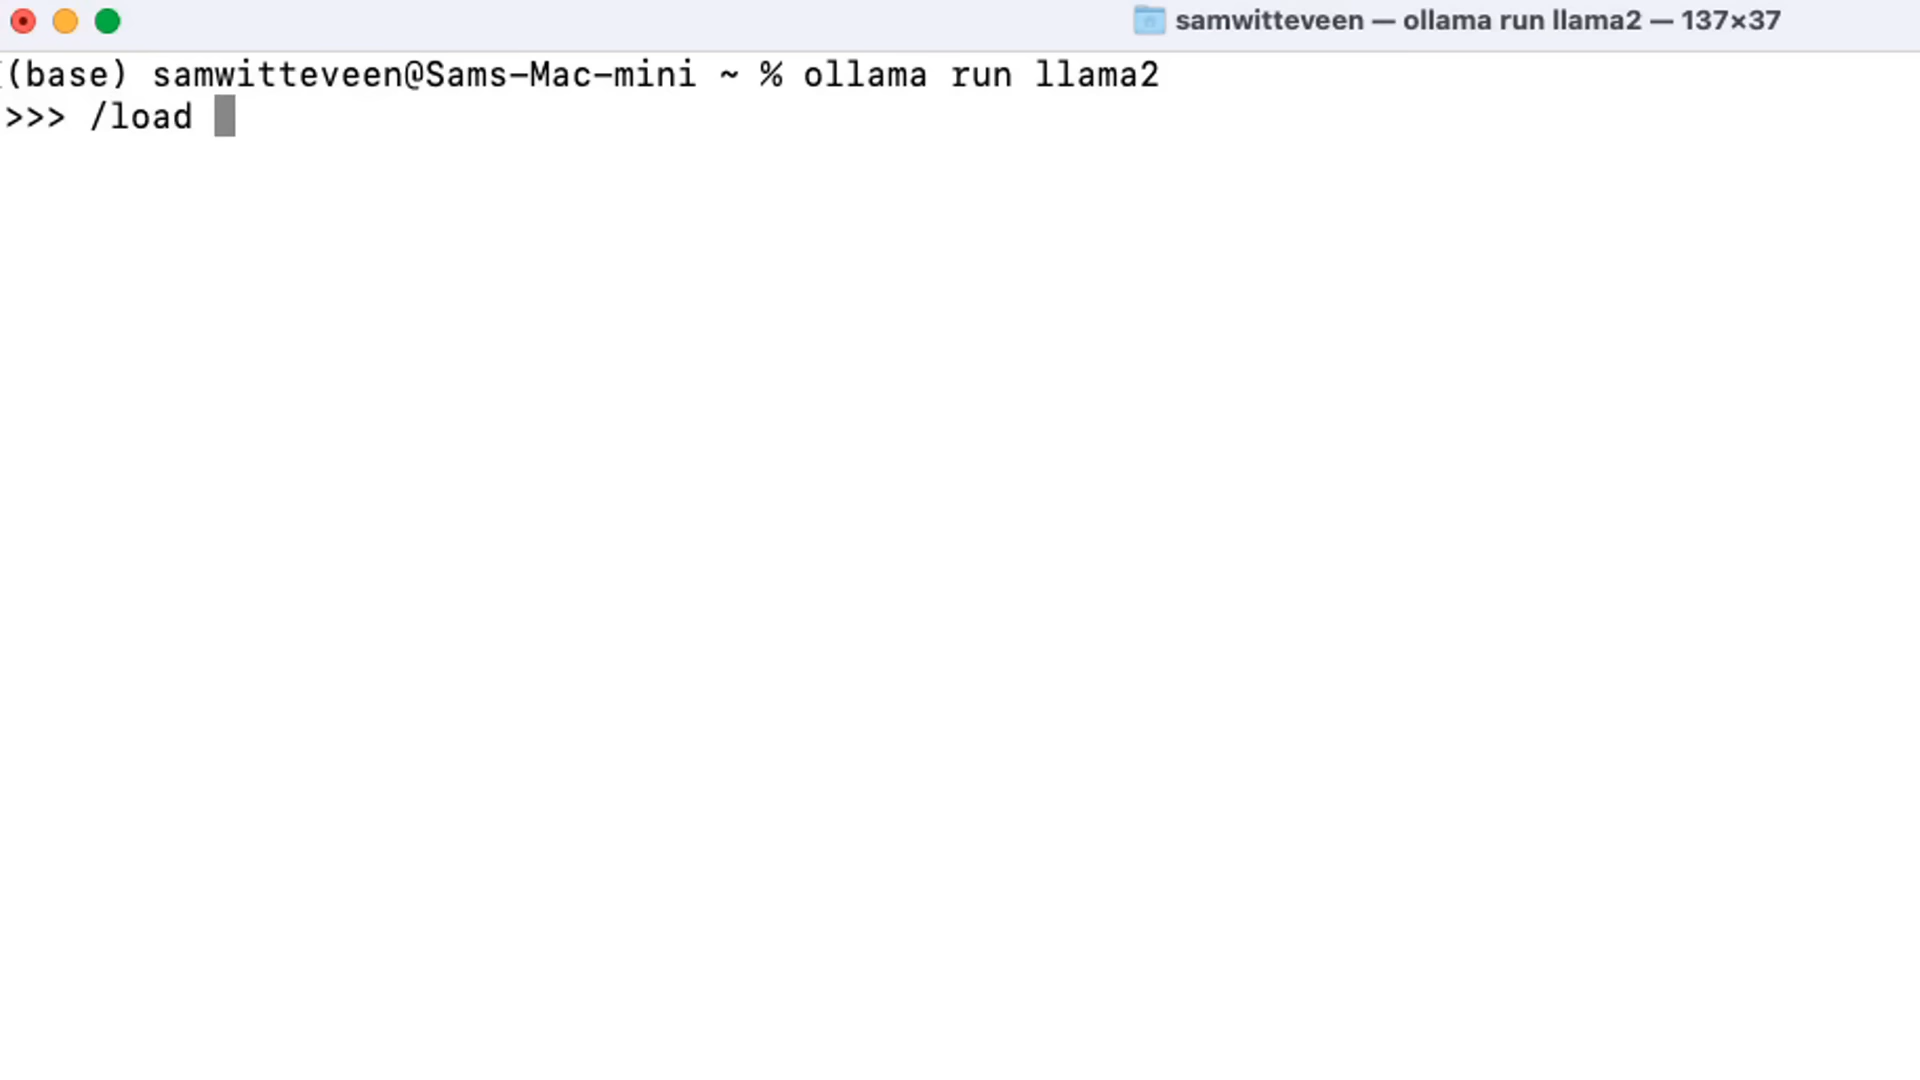 samwitteveen — ollama run llama2 — 137×37
(base) samwitteveen@Sams-Mac-mini ~ % ollama run llama2
>>> /load